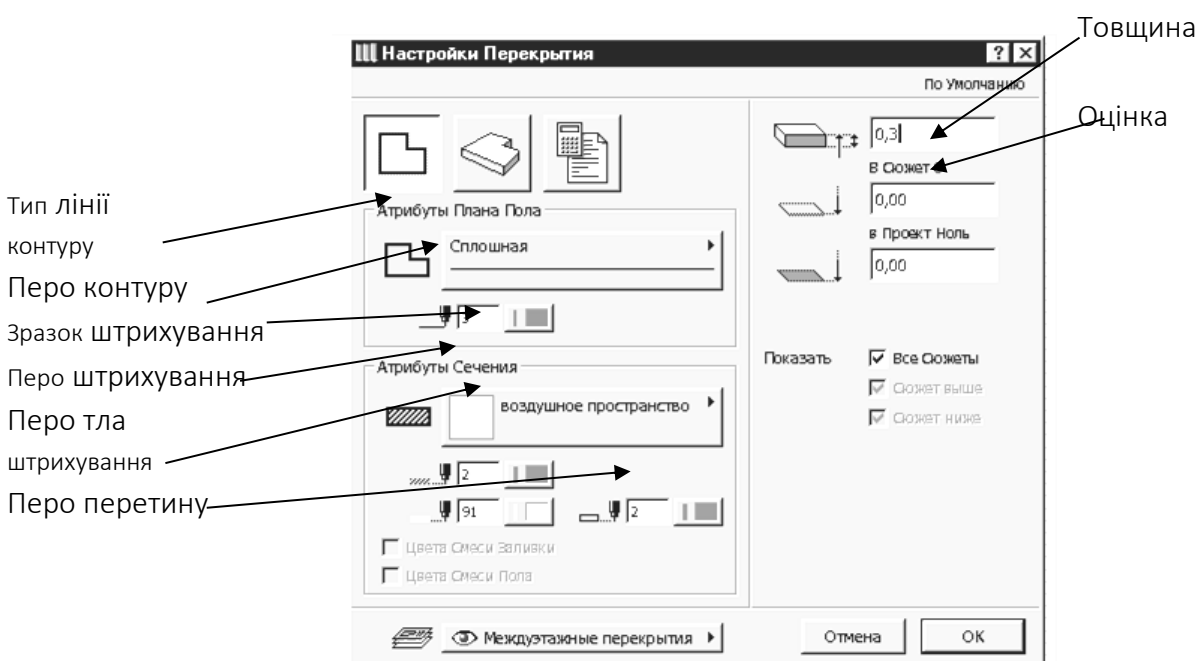 Товщина
Настройки Перекрытия
По Умолчанию
0,3
Оцінка
В Сюжет
0,00
в Проект Ноль
0,00
Тип лінії
контуру
Атрибуты Плана Пола
Сплошная
Перо контуру
Зразок штрихування
Перо штрихування
Атрибуты Сечения
воздушное пространство
Перо тла
штрихування
Перо перетину
2
91
2
Цвета Смеси Заливки
Цвета Смеси Пола
Показать
Все Сюжеты
Сюжет выше
Сюжет ниже
Междуэтажные перекрытия
Отмена
OK